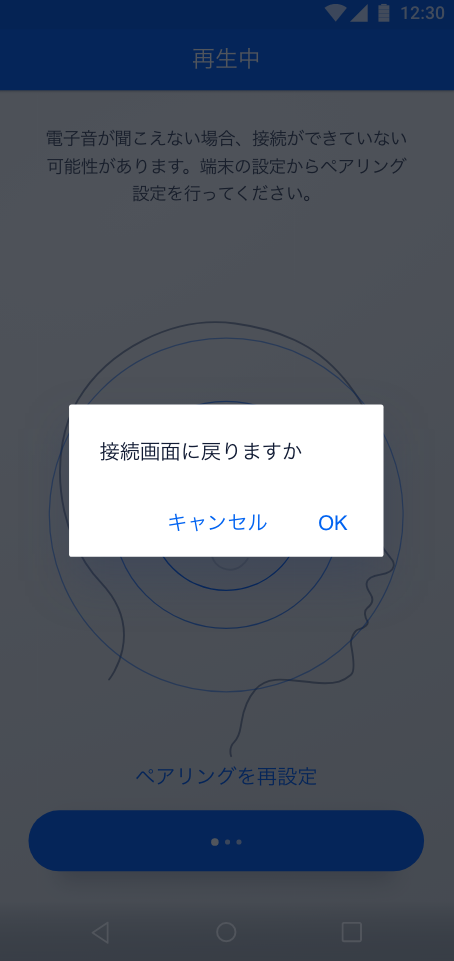 12:30
再生中
電子音が聞こえない場合、接続ができていない
可能性があります。端末の設定からペアリング
設定を行ってください。
接続画面に戻りますか
キャンセル OK
ペアリングを再設定